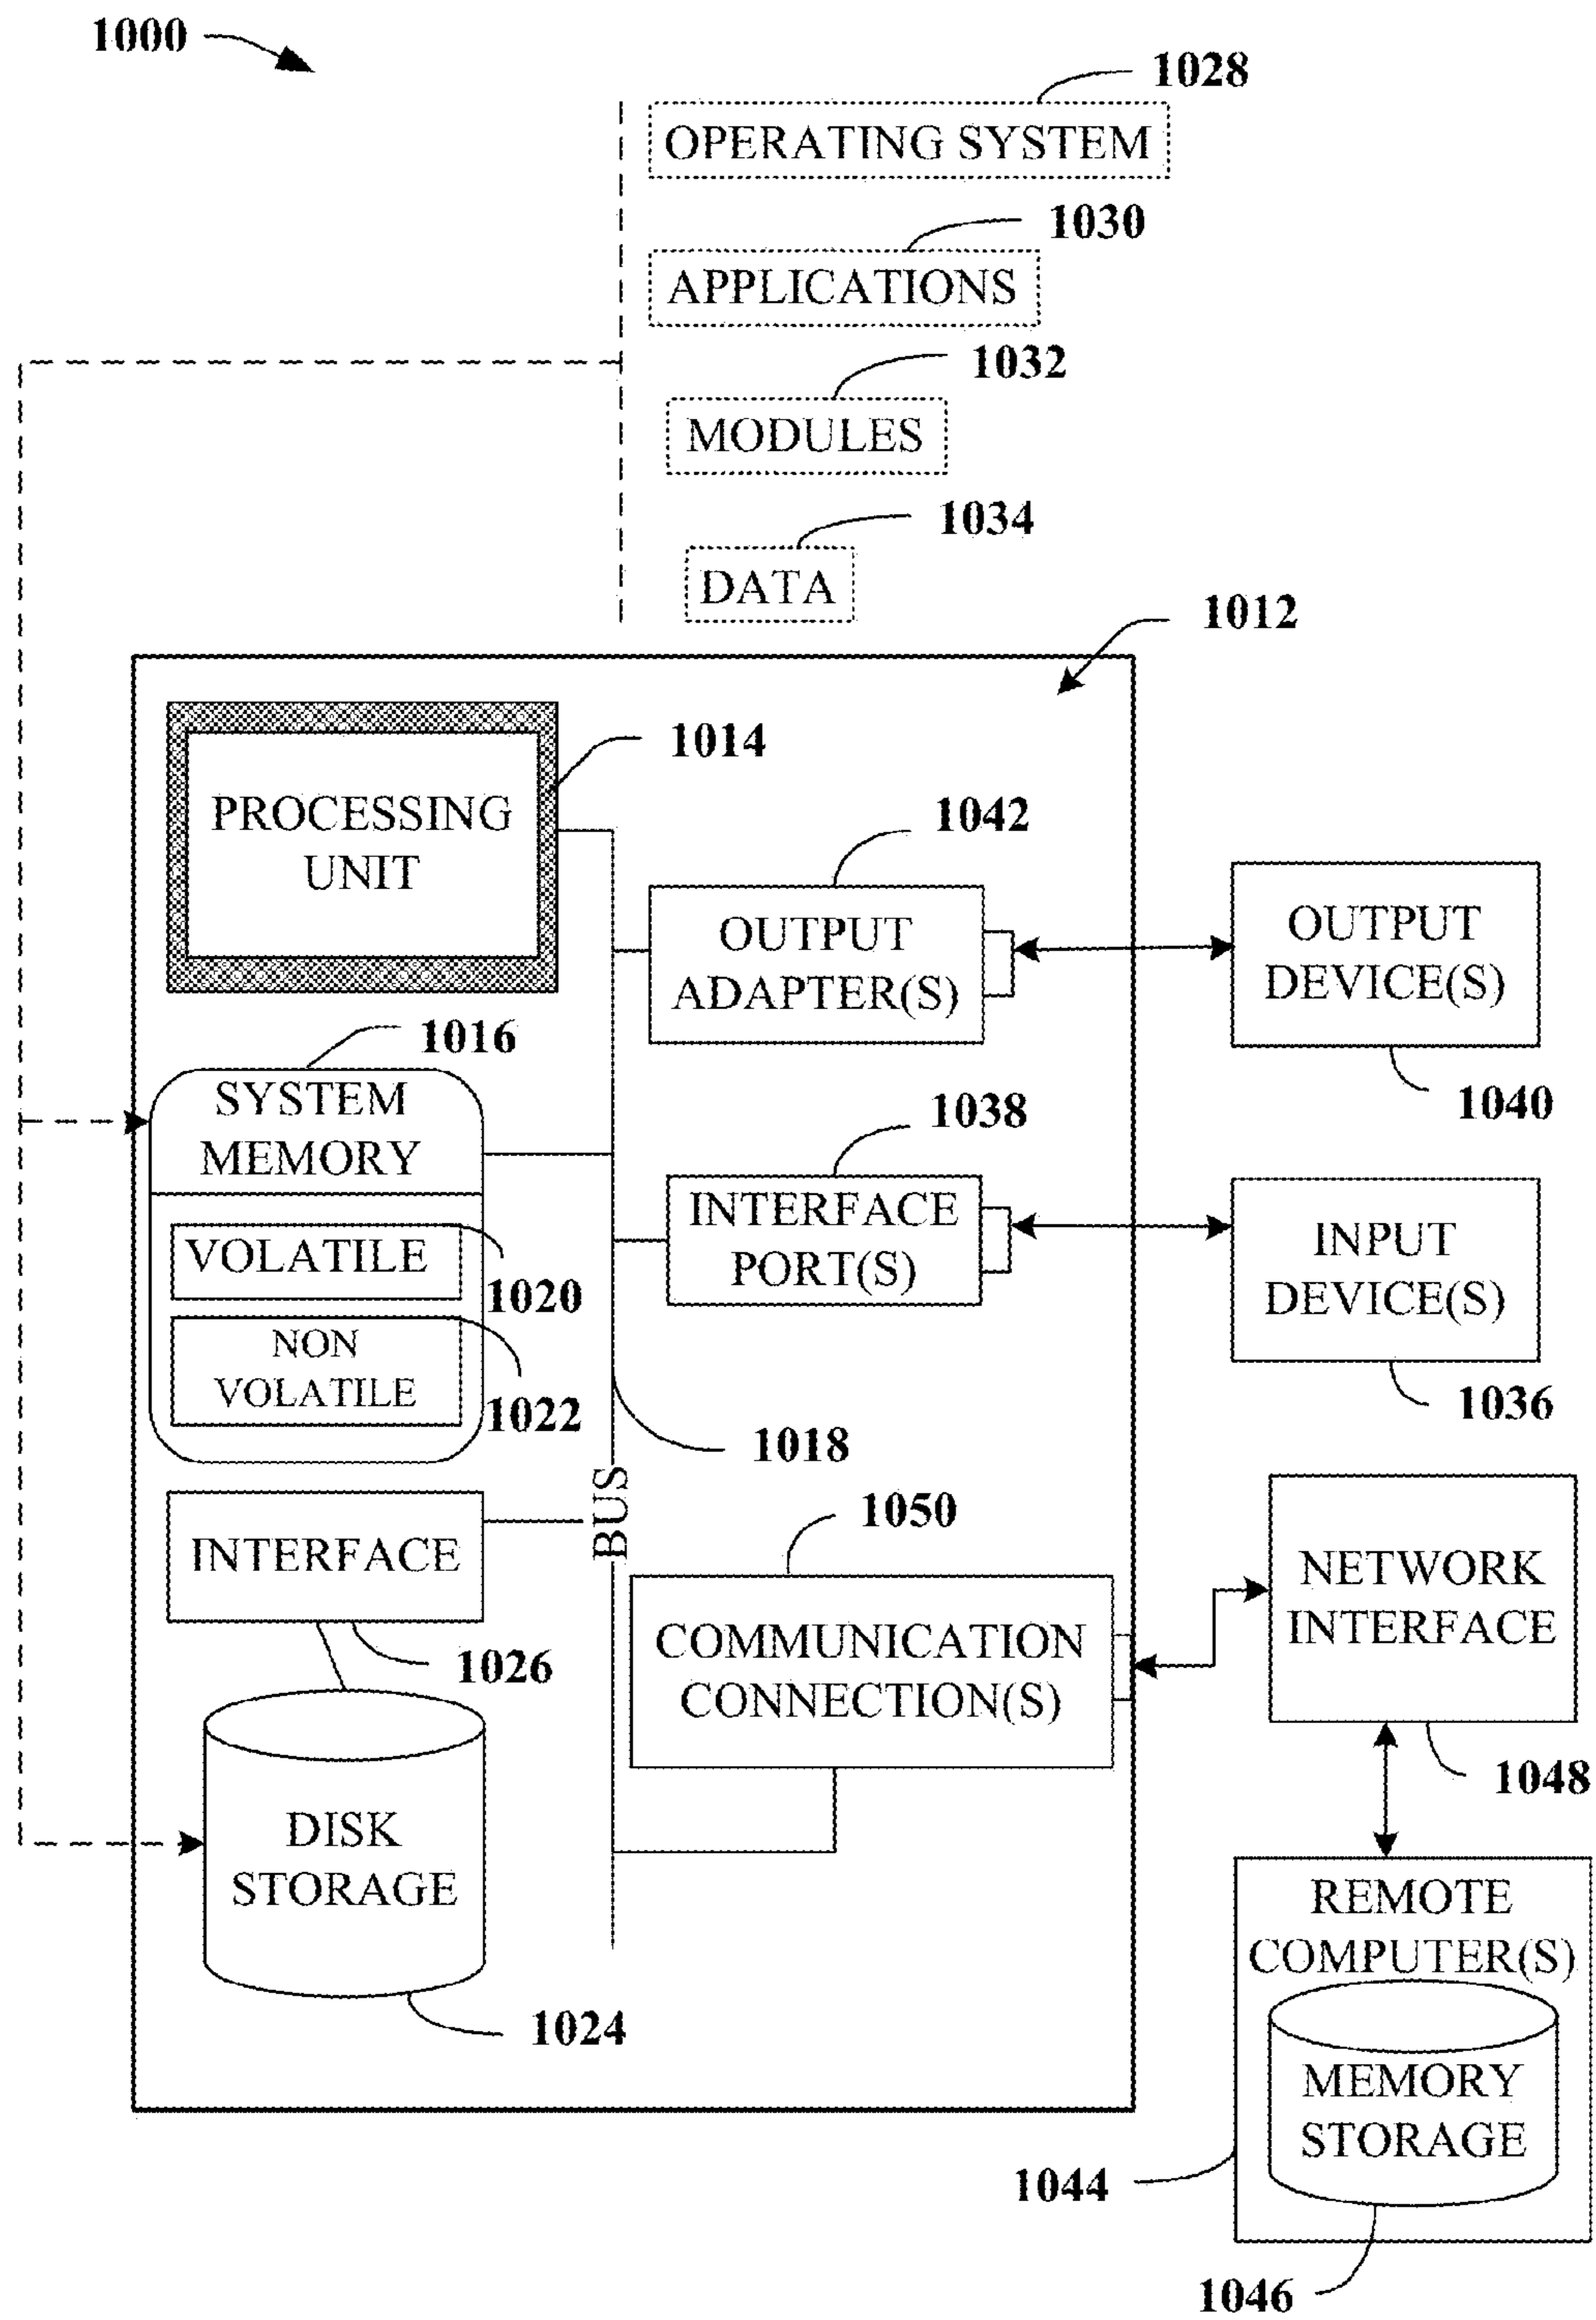 1000
1028
OPERATING SYSTEM
1030
APPLICATIONS
1032
MODULES
1034
DATA
1012
1014
PROCESSING
UNIT
1042
OUTPUT
ADAPTER(S)
OUTPUT
DEVICE(S)
1040
1016
SYSTEM
MEMORY
VOLATILE
1020
NON
VOLATILE
1022
1038
INTERFACE
PORT(S)
INPUT
DEVICE(S)
1036
1018
BUS
INTERFACE
1026
1050
COMMUNICATION
CONNECTION(S)
NETWORK
INTERFACE
1048
DISK
STORAGE
1024
REMOTE
COMPUTER(S)
MEMORY
STORAGE
1044
1046